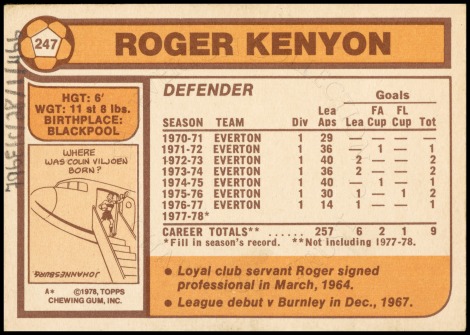 247
ROGER KENYON
HGT: 6'
WGT: 11 st 8 lbs.
BIRTHPLACE:
BLACKPOOL
WHERE
WAS COLIN VILJOEN
BORN?
JOHANNESBURG
A* ©1978, TOPPS
CHEWING GUM, INC.
DEFENDER
Goals
Lea FA FL
SEASON TEAM Div Aps Lea Cup Cup Tot
1970-71 EVERTON 1 29 — — — —
1971-72 EVERTON 1 36 — 1 — 1
1972-73 EVERTON 1 40 2 — — 2
1973-74 EVERTON 1 36 2 — — 2
1974-75 EVERTON 1 40 — 1 — 1
1975-76 EVERTON 1 30 1 — 1 2
1976-77 EVERTON 1 14 1 — — 1
1977-78*
CAREER TOTALS** ...... 257 6 2 1 9
*Fill in season's record. **Not including 1977-78.
• Loyal club servant Roger signed
professional in March, 1964.
• League debut v Burnley in Dec., 1967.